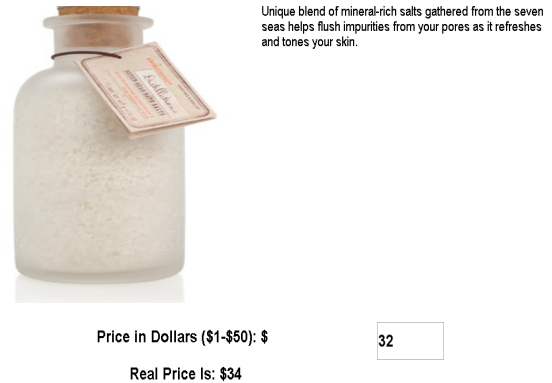 Unique blend of mineral-rich salts gathered from the seven
seas helps flush impurities from your pores as it refreshes
and tones your skin.
Price in Dollars ($1-$50): $
32
Real Price Is: $34